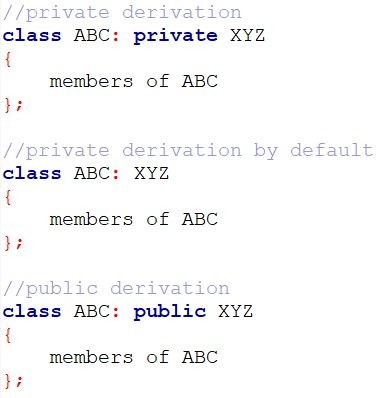 //private derivation
class ABC: private XYZ
{
    members of ABC
};

//private derivation by default
class ABC: XYZ
{
    members of ABC
};

//public derivation
class ABC: public XYZ
{
    members of ABC
};